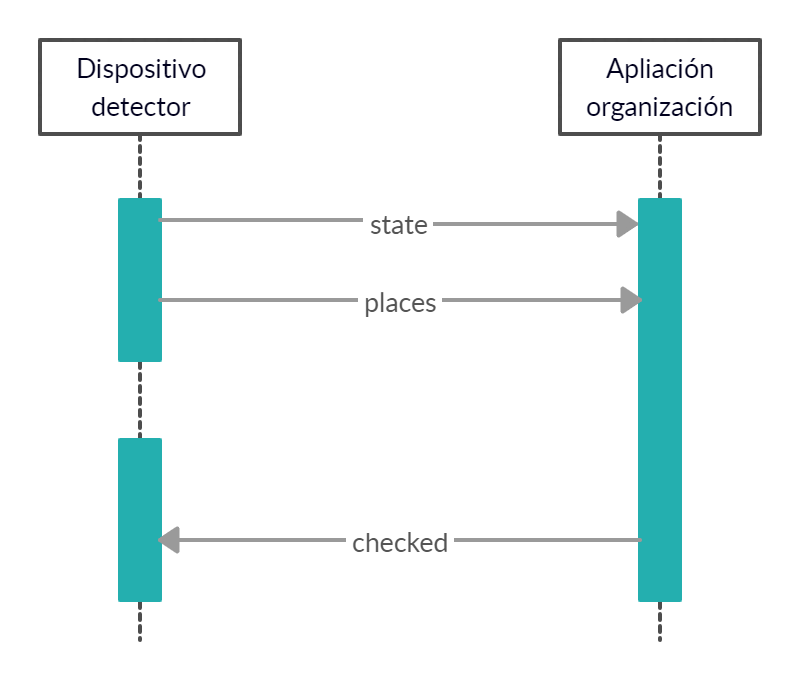 Dispositivo
detector
Apliación
organización
state
places
checked